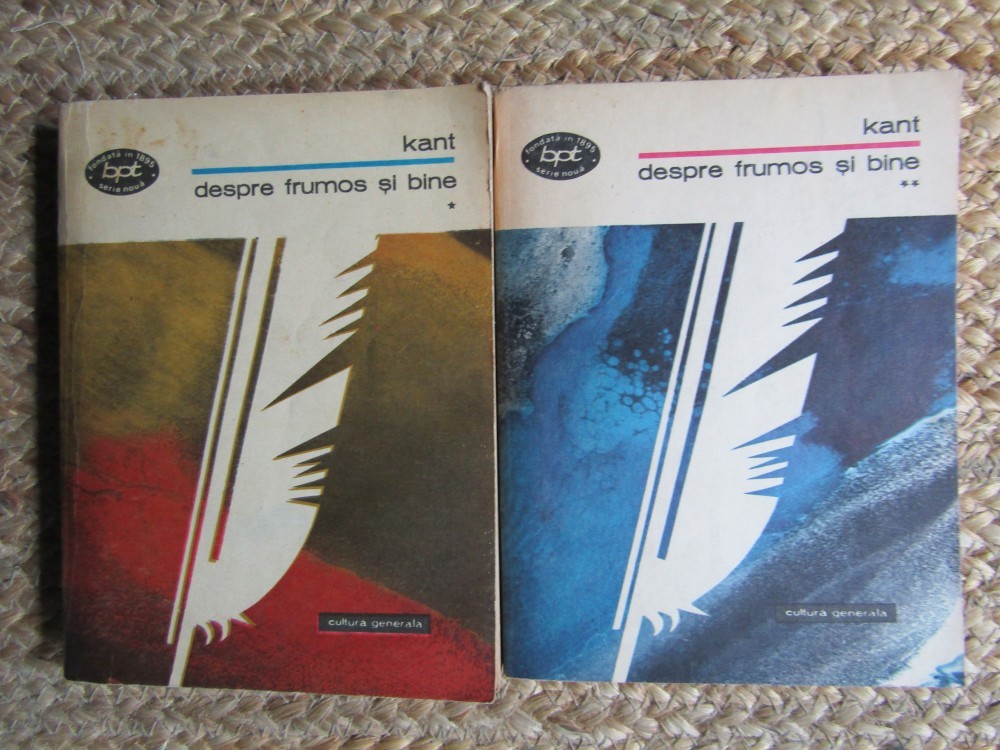 kant
despre frumos și bine
*
fondată în 1895
bpt
serie nouă
cultura generala
kant
despre frumos și bine
**
fondată în 1895
bpt
serie nouă
cultura generala